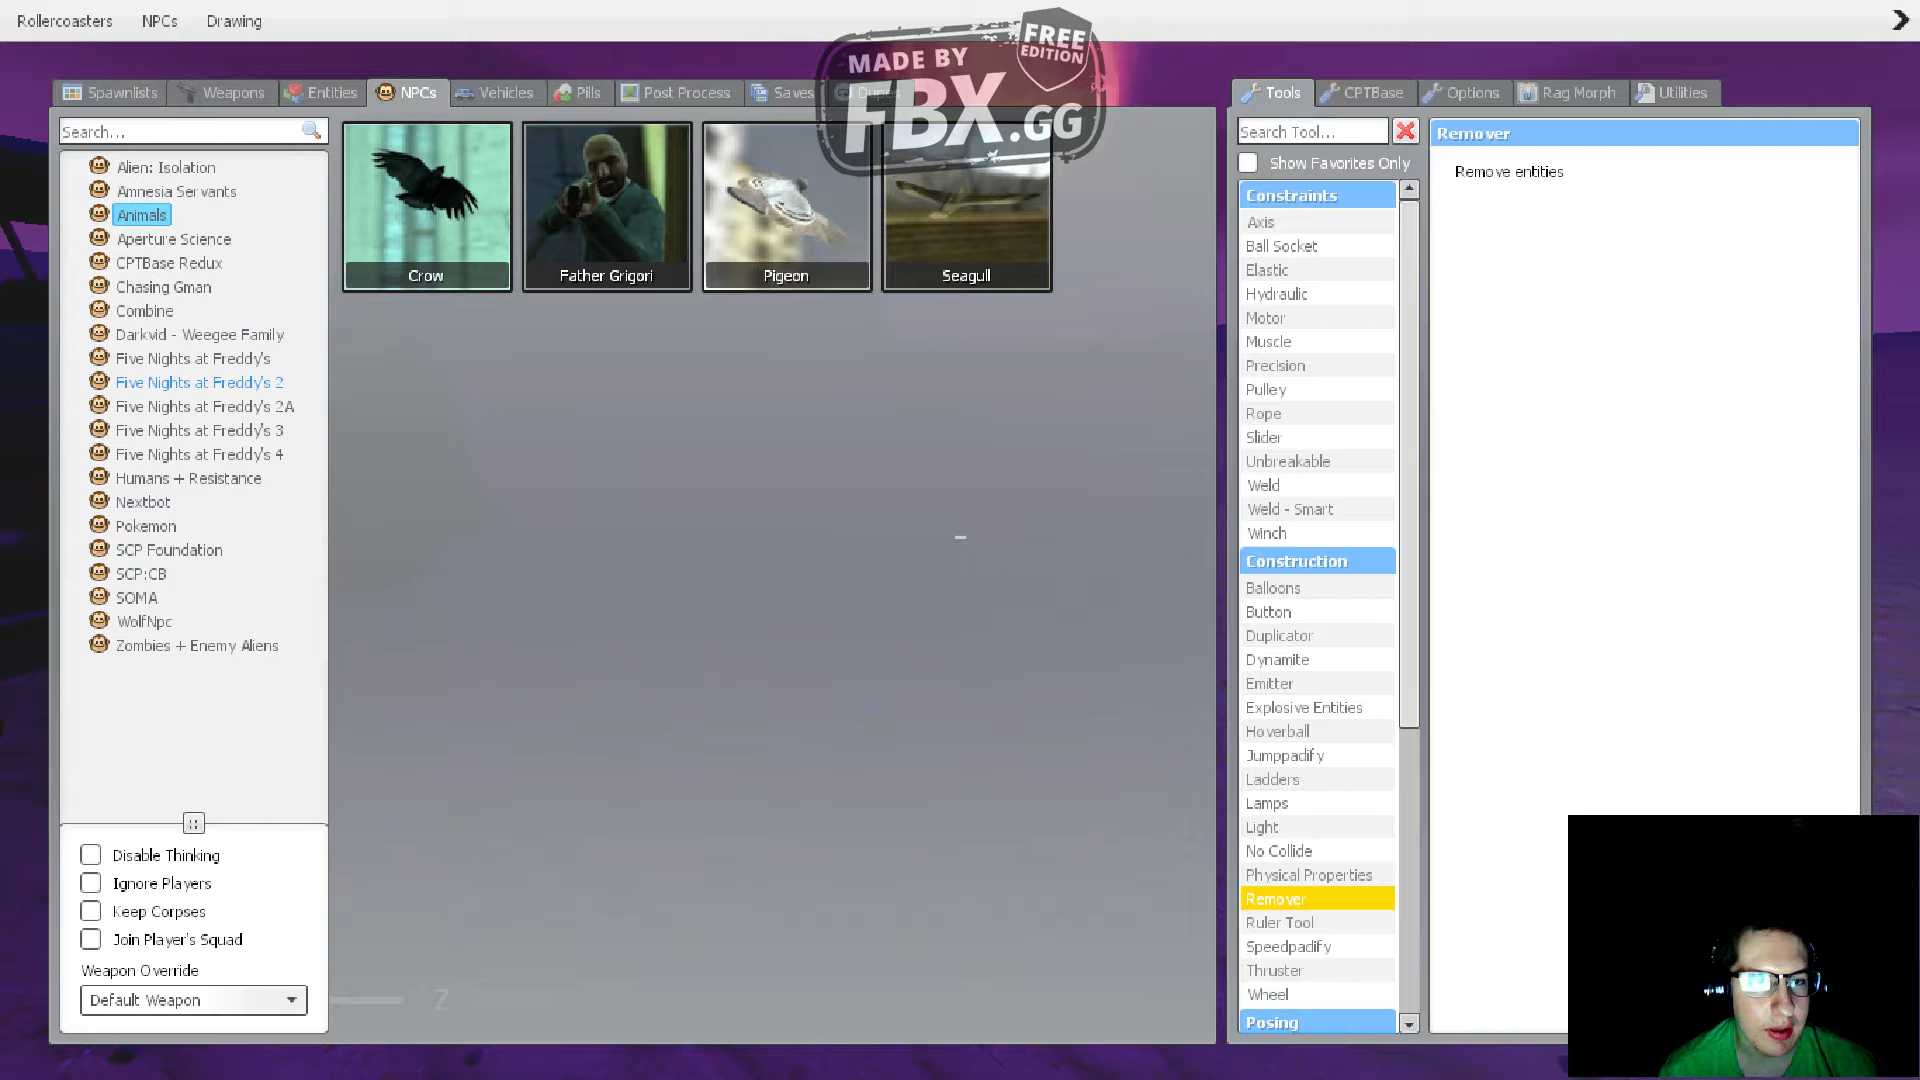 Rollercoasters NPCs Drawing
MADE BY
FBX.GG
FREE
EDITION
Spawnlists Weapons Entities NPCs Vehicles Pills Post Process Saves Dupes
Search...
Alien: Isolation
Amnesia Servants
Animals
Aperture Science
CPTBase Redux
Chasing Gman
Combine
Darkvid - Weegee Family
Five Nights at Freddy's
Five Nights at Freddy's 2
Five Nights at Freddy's 2A
Five Nights at Freddy's 3
Five Nights at Freddy's 4
Humans + Resistance
Nextbot
Pokemon
SCP Foundation
SCP:CB
SOMA
WolfNpc
Zombies + Enemy Aliens
Disable Thinking
Ignore Players
Keep Corpses
Join Player's Squad
Weapon Override
Default Weapon
Crow
Father Grigori
Pigeon
Seagull
Z
Tools CPTBase Options Rag Morph Utilities
Search Tool...
Show Favorites Only
Constraints
Axis
Ball Socket
Elastic
Hydraulic
Motor
Muscle
Precision
Pulley
Rope
Slider
Unbreakable
Weld
Weld - Smart
Winch
Construction
Balloons
Button
Duplicator
Dynamite
Emitter
Explosive Entities
Hoverball
Jumppadify
Ladders
Lamps
Light
No Collide
Physical Properties
Remover
Ruler Tool
Speedpadify
Thruster
Wheel
Posing
Remover
Remove entities